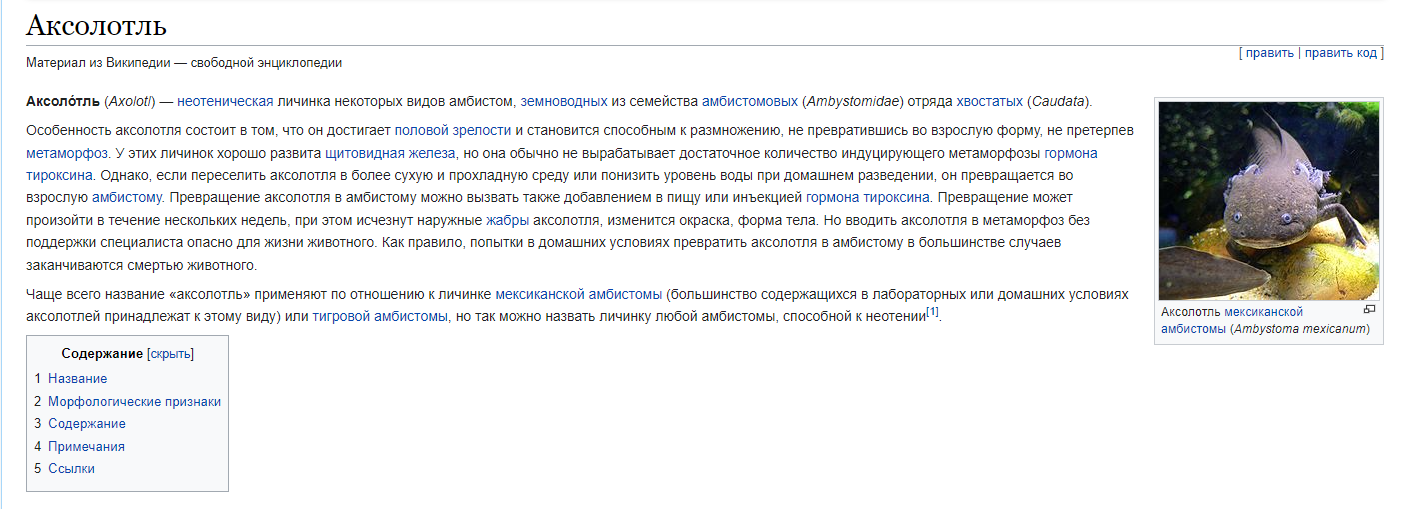 Аксолотль
[ править | править код ]
Материал из Википедии — свободной энциклопедии
Аксоло́тль (Axolotl) — неотеническая личинка некоторых видов амбистом, земноводных из семейства амбистомовых (Ambystomidae) отряда хвостатых (Caudata).
Особенность аксолотля состоит в том, что он достигает половой зрелости и становится способным к размножению, не превратившись во взрослую форму, не претерпев
метаморфоз. У этих личинок хорошо развита щитовидная железа, но она обычно не вырабатывает достаточное количество индуцирующего метаморфозы гормона
тироксина. Однако, если переселить аксолотля в более сухую и прохладную среду или понизить уровень воды при домашнем разведении, он превращается во
взрослую амбистому. Превращение аксолотля в амбистому можно вызвать также добавлением в пищу или инъекцией гормона тироксина. Превращение может
произойти в течение нескольких недель, при этом исчезнут наружные жабры аксолотля, изменится окраска, форма тела. Но вводить аксолотля в метаморфоз без
поддержки специалиста опасно для жизни животного. Как правило, попытки в домашних условиях превратить аксолотля в амбистому в большинстве случаев
заканчиваются смертью животного.
Чаще всего название «аксолотль» применяют по отношению к личинке мексиканской амбистомы (большинство содержащихся в лабораторных или домашних условиях
аксолотлей принадлежат к этому виду) или тигровой амбистомы, но так можно назвать личинку любой амбистомы, способной к неотении[1].
Аксолотль мексиканской
амбистомы (Ambystoma mexicanum)
Содержание [скрыть]
1 Название
2 Морфологические признаки
3 Содержание
4 Примечания
5 Ссылки